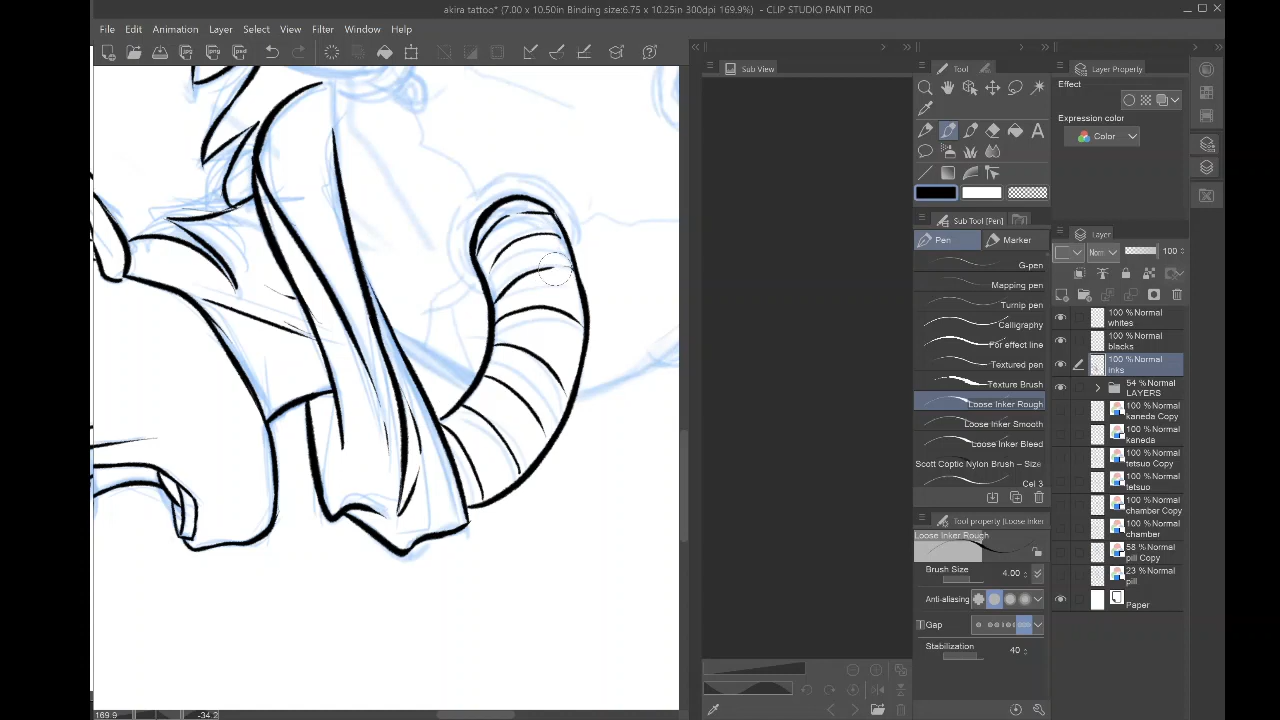 akira tattoo* (7.00 x 10.50in Binding size:6.75 x 10.25in 300dpi 169.9%)  - CLIP STUDIO PAINT PRO
File Edit Animation Layer Select View Filter Window Help
Sub View
Tool
Layer Property
Effect
Expression color
Color
Sub Tool [Pen]
Pen
Marker
G-pen
Mapping pen
Turnip pen
Calligraphy
For effect line
Textured pen
Texture Brush
Loose Inker Rough
Loose Inker Smooth
Loose Inker Bleed
Scott Coptic Nylon Brush – Size
Cel 3
Tool property [Loose Inker
Loose Inker Rough
Brush Size 4.00
Anti-aliasing
Gap
Stabilization 40
Layer
Norm 100
100 %Normal
whites
100 %Normal
blacks
100 %Normal
inks
54 %Normal
LAYERS
100 %Normal
kaneda Copy
100 %Normal
kaneda
100 %Normal
tetsuo Copy
100 %Normal
tetsuo
100 %Normal
chamber Copy
100 %Normal
chamber
58 %Normal
pill Copy
23 %Normal
pill
Paper
169.9 -34.2